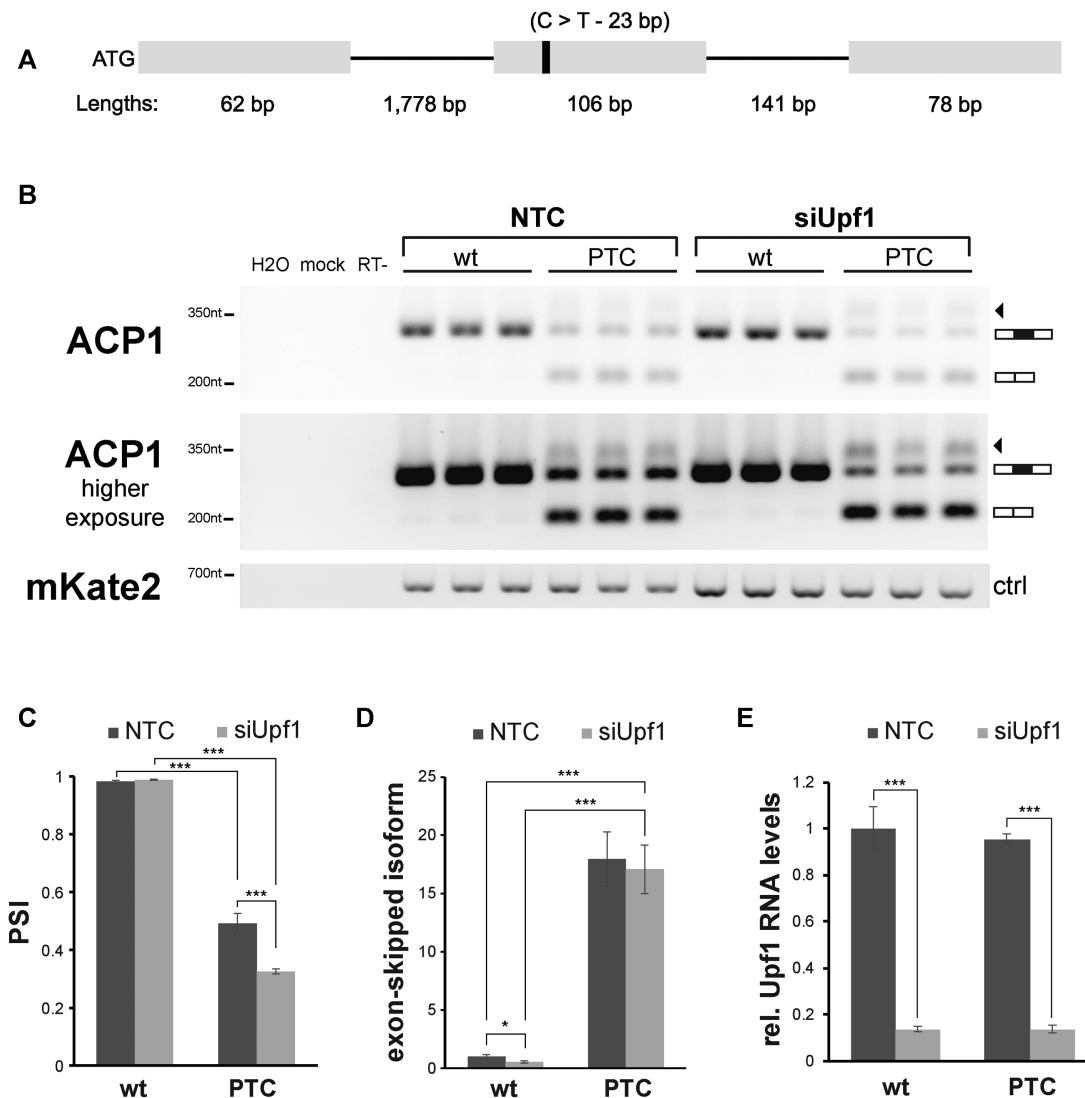 (C > T - 23 bp)
A
ATG
Lengths: 62 bp 1,778 bp 106 bp 141 bp 78 bp
B
NTC siUpf1
wt PTC wt PTC
H2O mock RT-
ACP1
350nt
200nt
ACP1
higher
exposure
350nt
200nt
mKate2
700nt
ctrl
C
NTC siUpf1
***
***
***
PSI
1
0.8
0.6
0.4
0.2
0
wt PTC
D
NTC siUpf1
***
***
*
exon-skipped isoform
25
20
15
10
5
0
wt PTC
E
NTC siUpf1
***
***
rel. Upf1 RNA levels
1.2
1
0.8
0.6
0.4
0.2
0
wt PTC